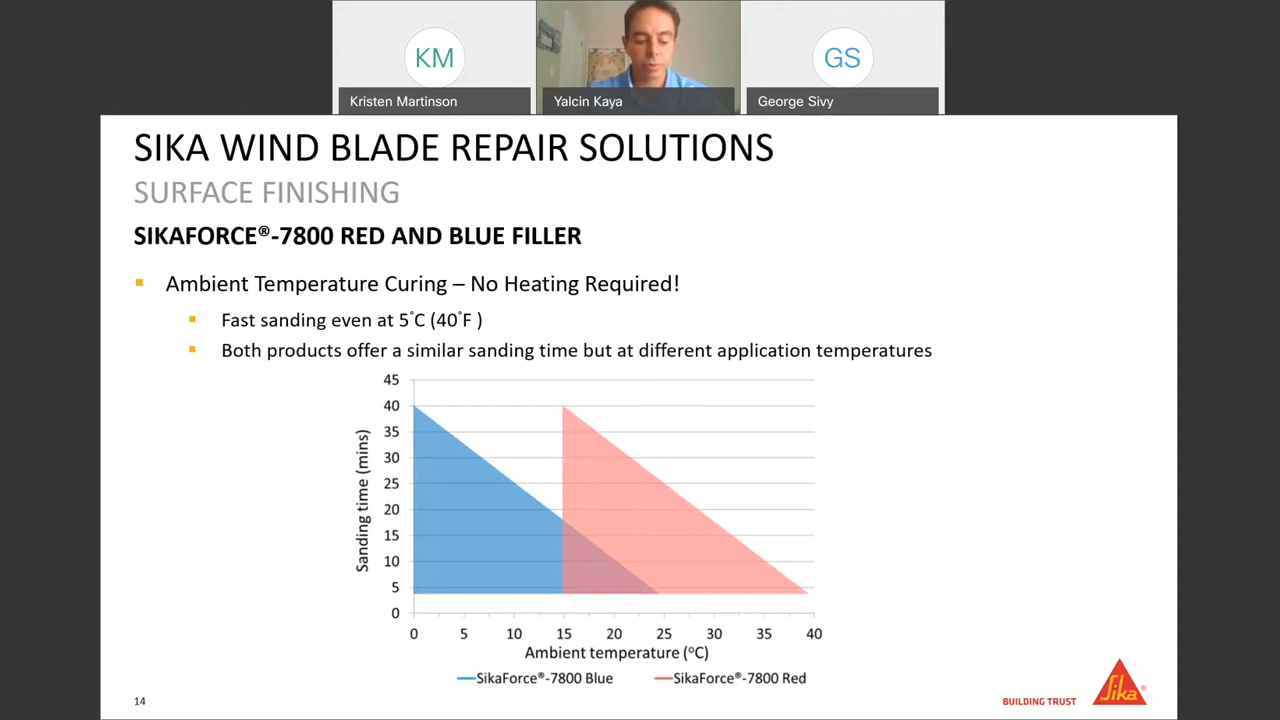 KM
GS
Kristen Martinson
Yalcin Kaya
George Sivy
SIKA WIND BLADE REPAIR SOLUTIONS
SURFACE FINISHING
SIKAFORCE®-7800 RED AND BLUE FILLER
Ambient Temperature Curing – No Heating Required!
Fast sanding even at 5°C (40°F )
Both products offer a similar sanding time but at different application temperatures
Sanding time (mins)
45
40
35
30
25
20
15
10
5
0
0 5 10 15 20 25 30 35 40
Ambient temperature (ºC)
SikaForce®-7800 Blue SikaForce®-7800 Red
14
BUILDING TRUST
Sika®